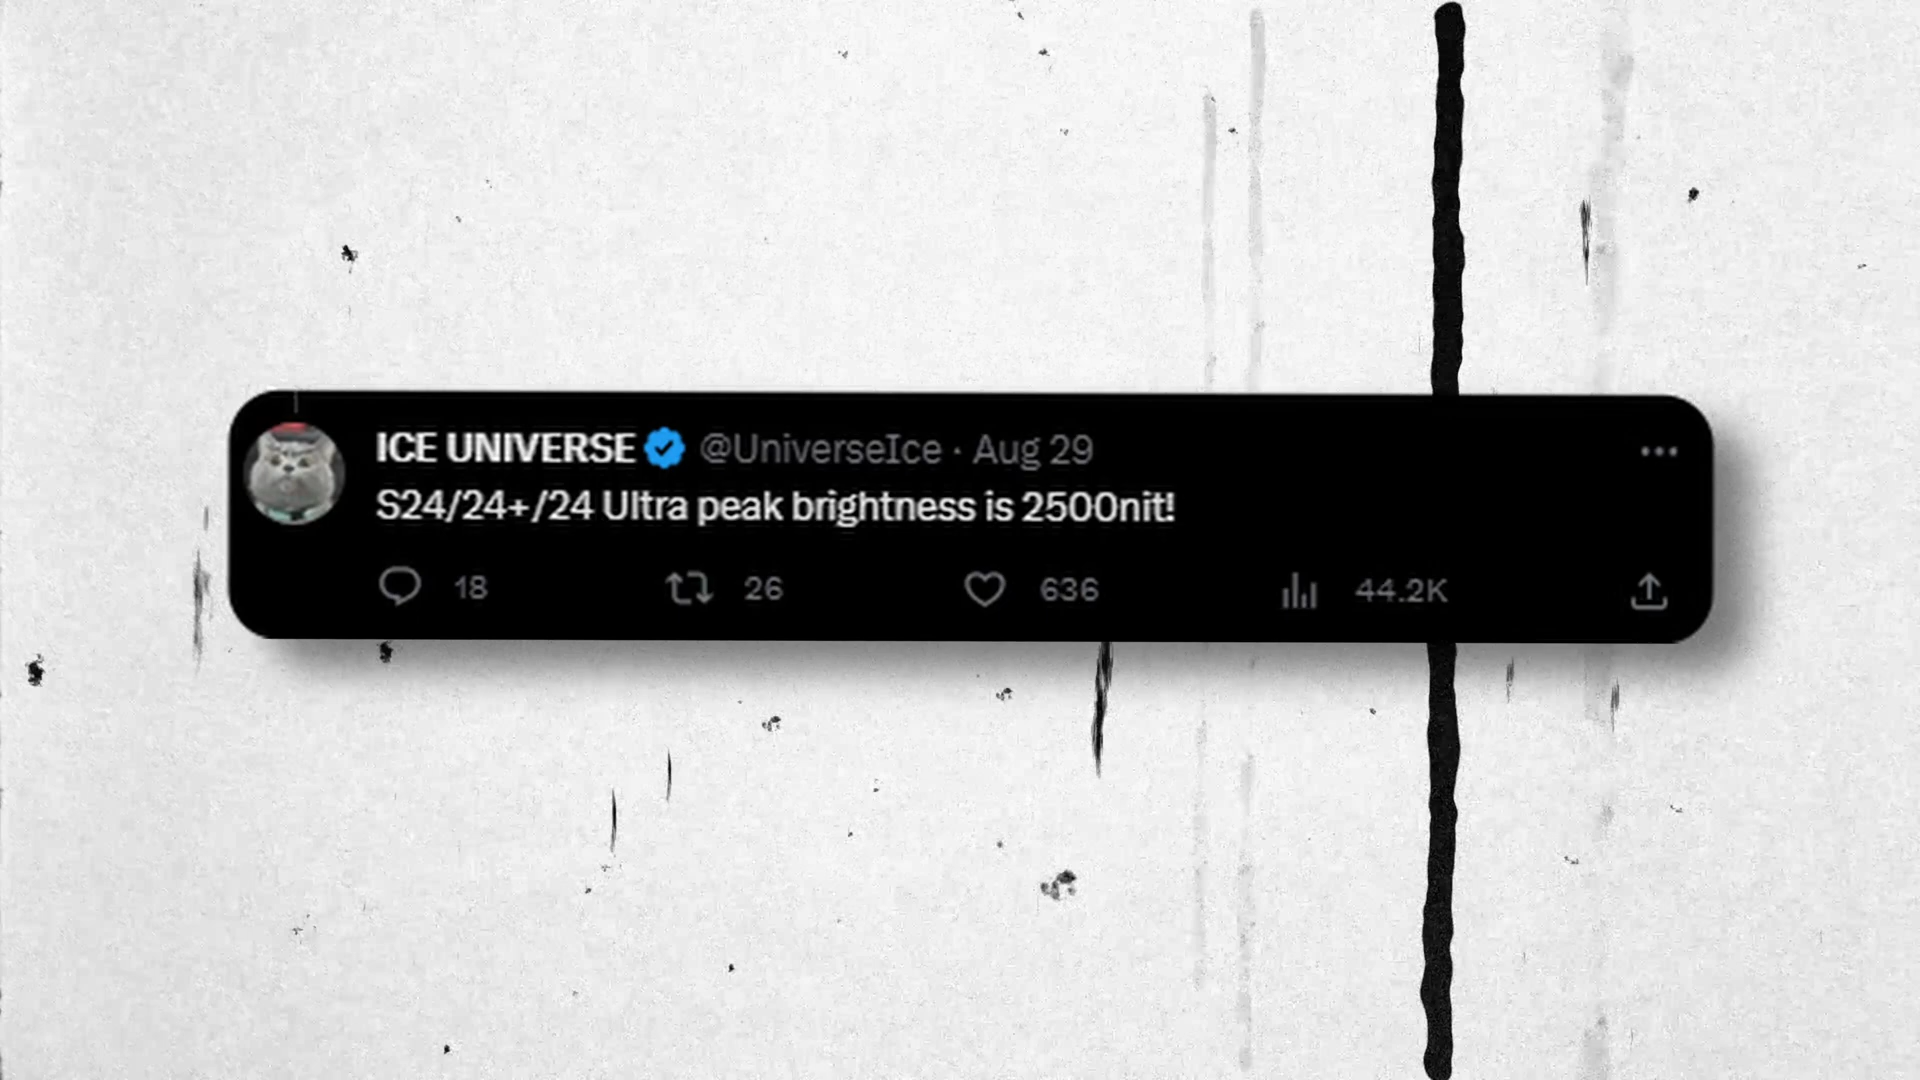 ICE UNIVERSE @UniverseIce · Aug 29
S24/24+/24 Ultra peak brightness is 2500nit!
18 26 636 44.2K